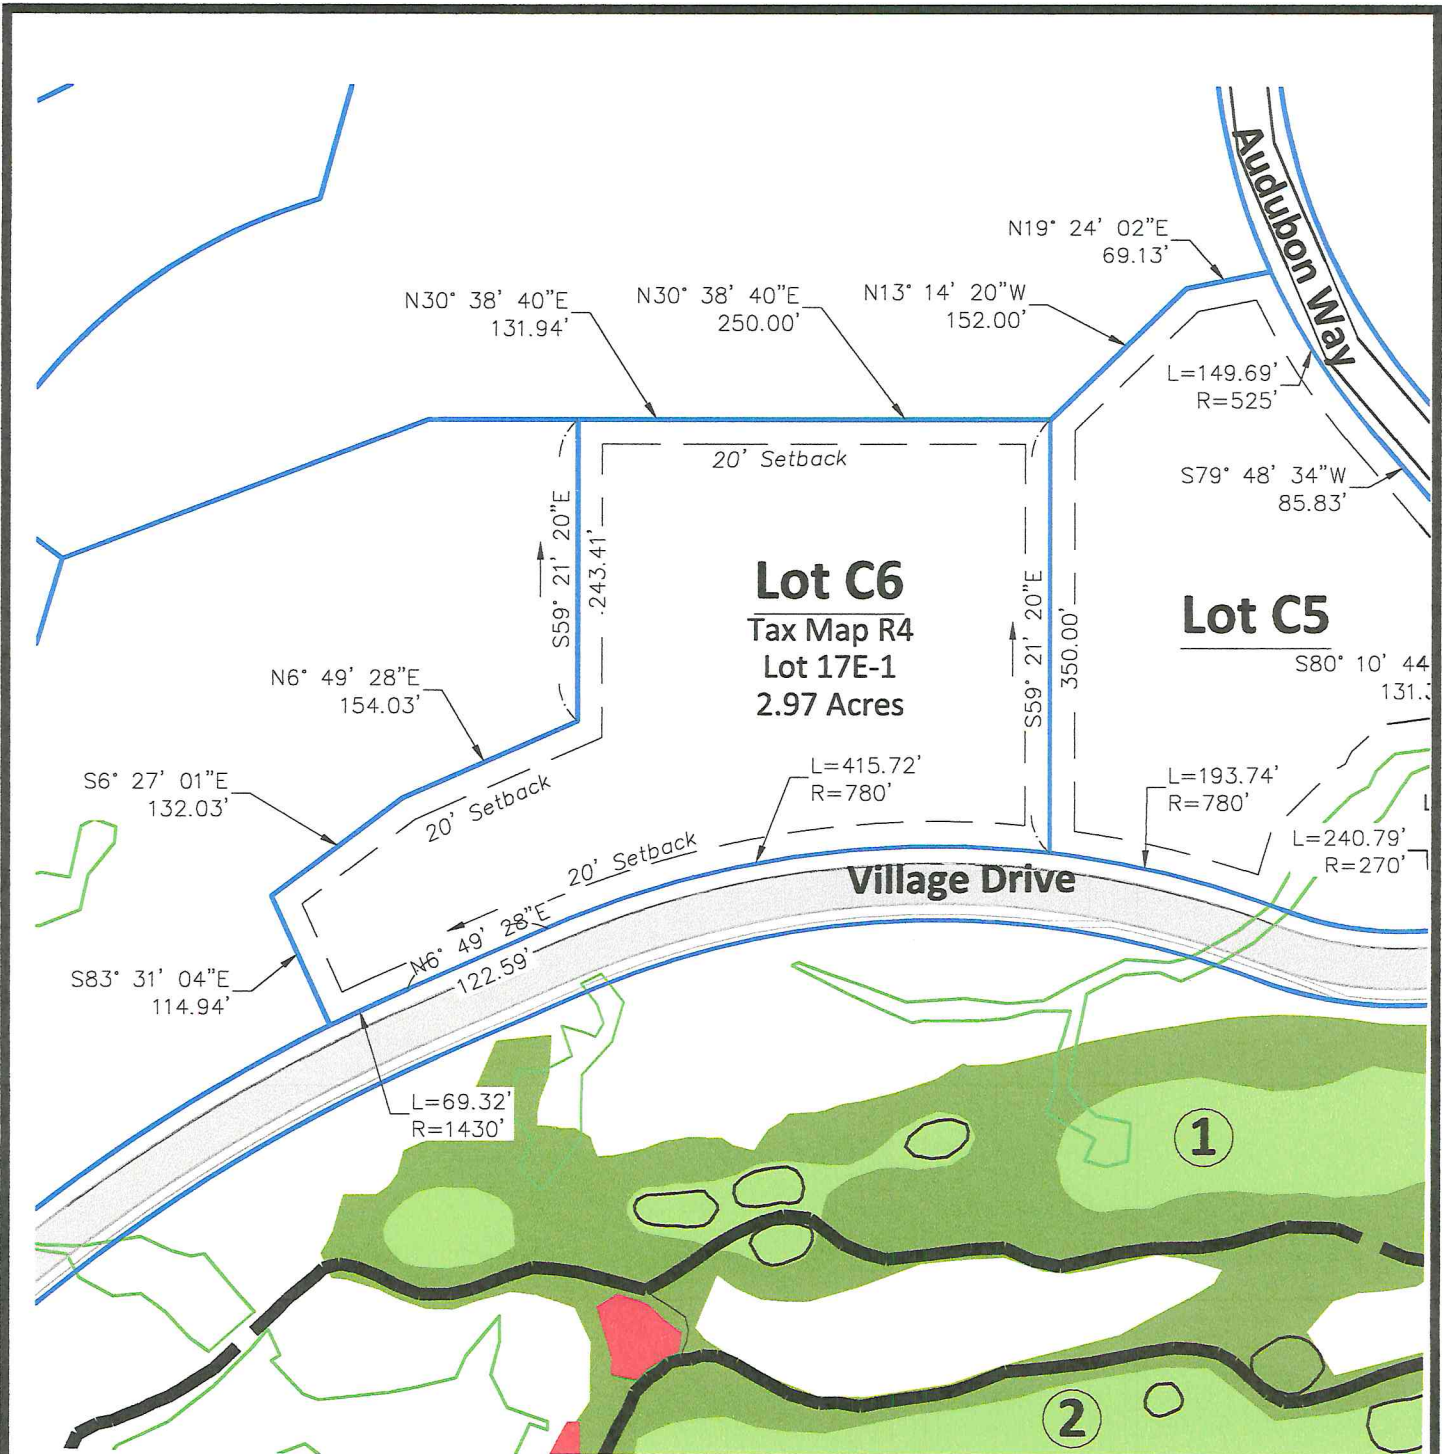 Audubon Way
N19° 24' 02"E
69.13'
N30° 38' 40"E
131.94'
N30° 38' 40"E
250.00'
N13° 14' 20"W
152.00'
L=149.69'
R=525'
20' Setback
S79° 48' 34"W
85.83'
S59° 21' 20"E
243.41'
Lot C6
Tax Map R4
Lot 17E-1
2.97 Acres
S59° 21' 20"E
350.00'
Lot C5
S80° 10' 44
131.
N6° 49' 28"E
154.03'
S6° 27' 01"E
132.03'
20' Setback
L=415.72'
R=780'
L=193.74'
R=780'
L=240.79'
R=270'
20' Setback
Village Drive
N6° 49' 28"E
122.59'
S83° 31' 04"E
114.94'
L=69.32'
R=1430'
1
2